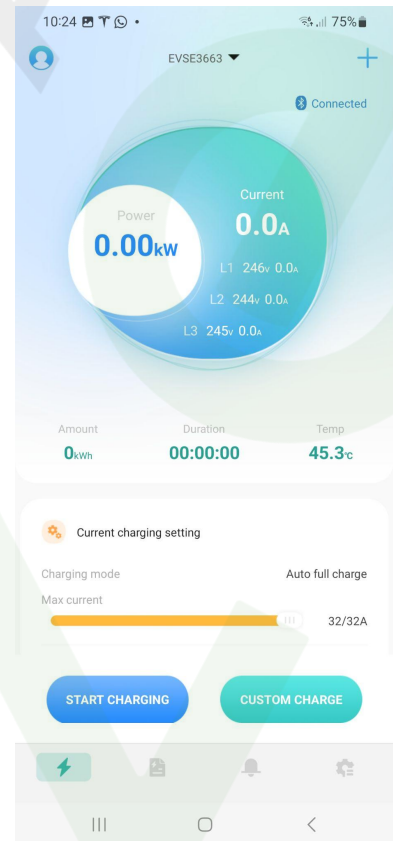 10:24
75%
EVSE3663
Connected
Current
0.0A
Power
0.00kW
L1 246V 0.0A
L2 244V 0.0A
L3 245V 0.0A
Amount Duration Temp
0kWh 00:00:00 45.3℃
Current charging setting
Charging mode Auto full charge
Max current
32/32A
START CHARGING CUSTOM CHARGE